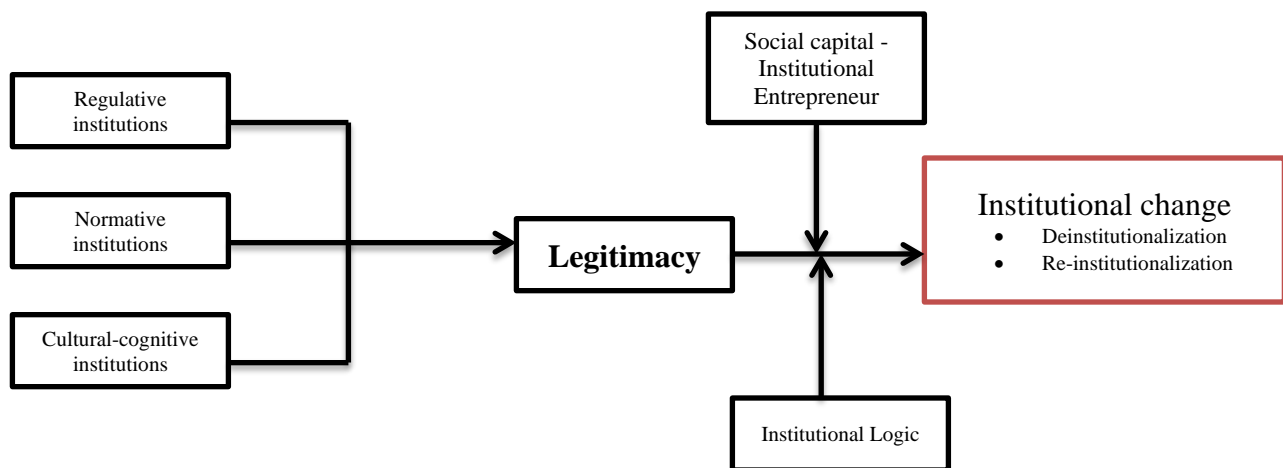 Social capital -
Institutional
Entrepreneur
Regulative
institutions
Normative
institutions
Cultural-cognitive
institutions
Legitimacy
Institutional change
• Deinstitutionalization
• Re-institutionalization
Institutional Logic